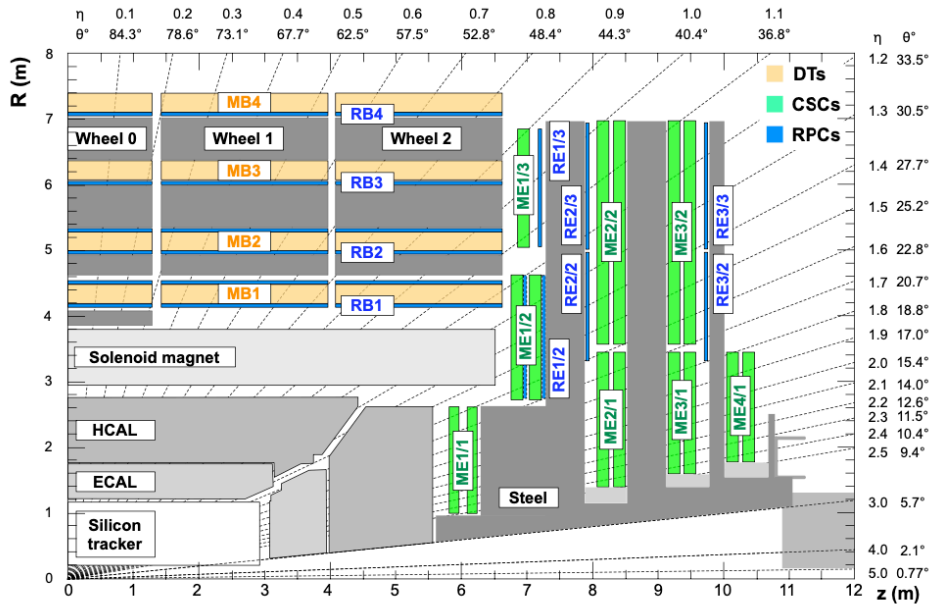 η 0.1 0.2 0.3 0.4 0.5 0.6 0.7 0.8 0.9 1.0 1.1
θ° 84.3° 78.6° 73.1° 67.7° 62.5° 57.5° 52.8° 48.4° 44.3° 40.4° 36.8° η θ°
R (m)
8
7
6
5
4
3
2
1
0
1.2 33.5°
1.3 30.5°
1.4 27.7°
1.5 25.2°
1.6 22.8°
1.7 20.7°
1.8 18.8°
1.9 17.0°
2.0 15.4°
2.1 14.0°
2.2 12.6°
2.3 11.5°
2.4 10.4°
2.5 9.4°
3.0 5.7°
4.0 2.1°
5.0 0.77°
DTs
CSCs
RPCs
MB4
RB4
Wheel 0 Wheel 1 Wheel 2
MB3
RB3
MB2
RB2
MB1
RB1
Solenoid magnet
HCAL
ECAL
Silicon
tracker
Steel
ME1/3
RE1/3
RE2/3
ME2/2
ME3/2
RE3/3
ME1/2
RE1/2
RE2/2
RE3/2
ME1/1
ME2/1
ME3/1
ME4/1
0 1 2 3 4 5 6 7 8 9 10 11 12
z (m)